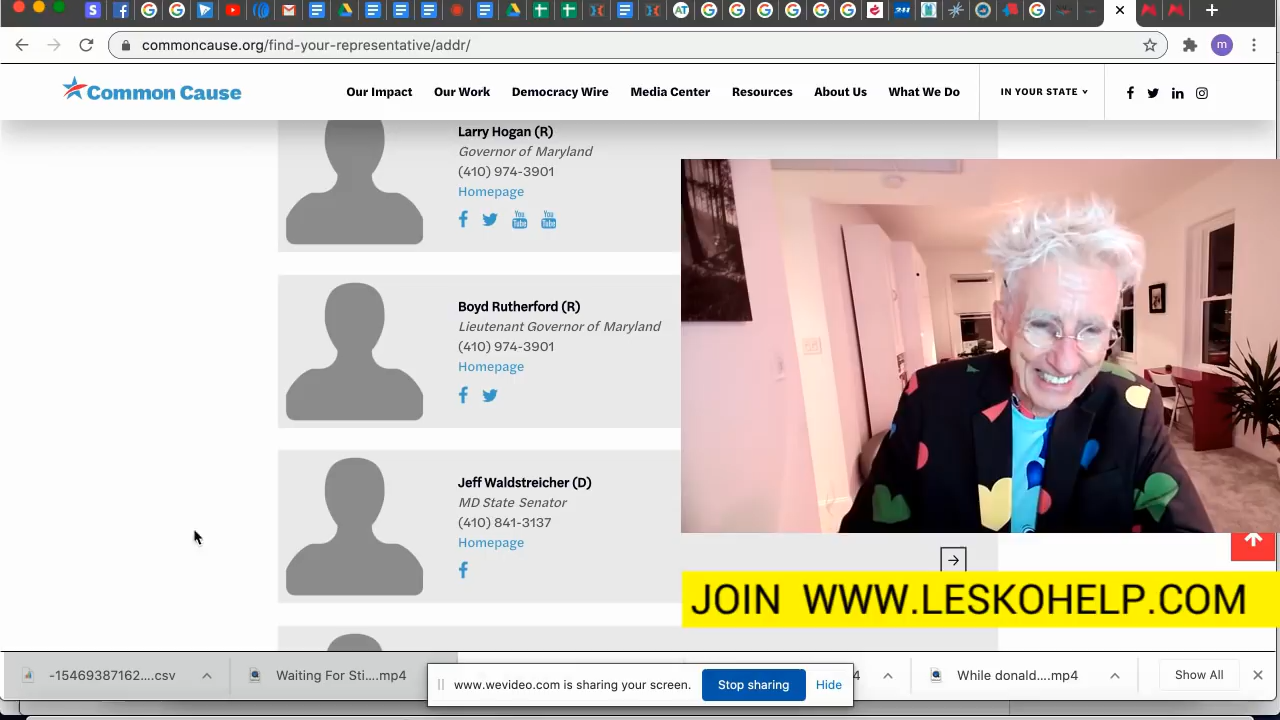 commoncause.org/find-your-representative/addr/
m
Common Cause
Our Impact Our Work Democracy Wire Media Center Resources About Us What We Do IN YOUR STATE
Larry Hogan (R)
Governor of Maryland
(410) 974-3901
Homepage
Boyd Rutherford (R)
Lieutenant Governor of Maryland
(410) 974-3901
Homepage
Jeff Waldstreicher (D)
MD State Senator
(410) 841-3137
Homepage
JOIN WWW.LESKOHELP.COM
-15469387162....csv
Waiting For Sti....mp4
www.wevideo.com is sharing your screen.
Stop sharing
Hide
4
While donald....mp4
Show All